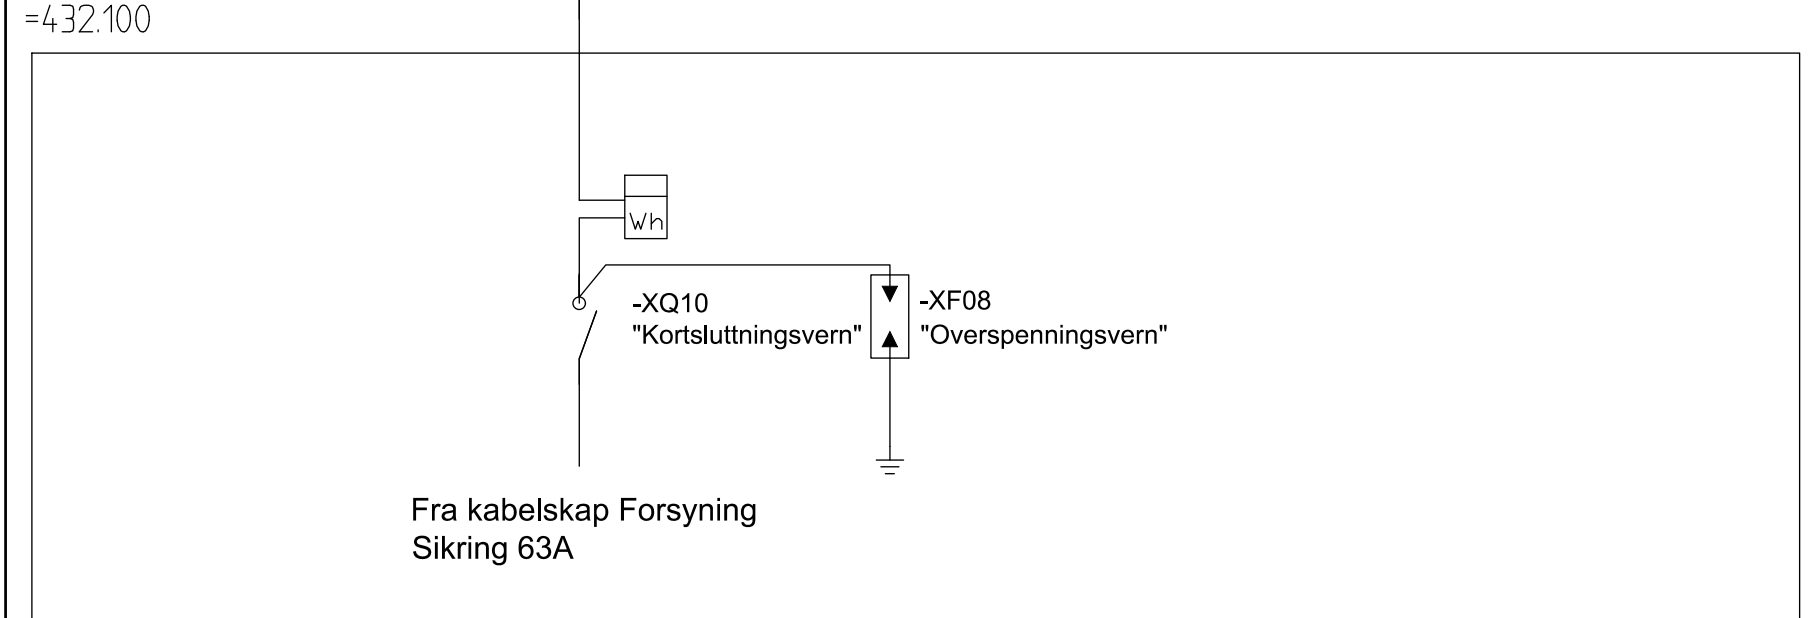 =432.100
Wh
-XQ10
"Kortsluttningsvern"
-XF08
"Overspenningsvern"
Fra kabelskap Forsyning
Sikring 63A